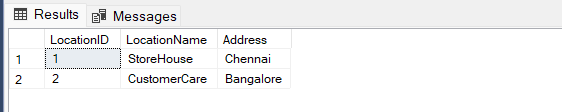 Results Messages
LocationID LocationName Address
1 1 StoreHouse Chennai
2 2 CustomerCare Bangalore